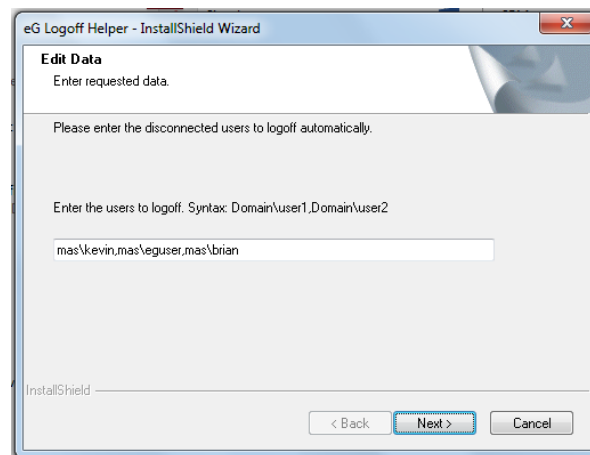 eG Logoff Helper - InstallShield Wizard
Edit Data
Enter requested data.
Please enter the disconnected users to logoff automatically.
Enter the users to logoff. Syntax: Domain\user1,Domain\user2
mas\kevin,mas\eguser,mas\brian
InstallShield
< Back
Next >
Cancel